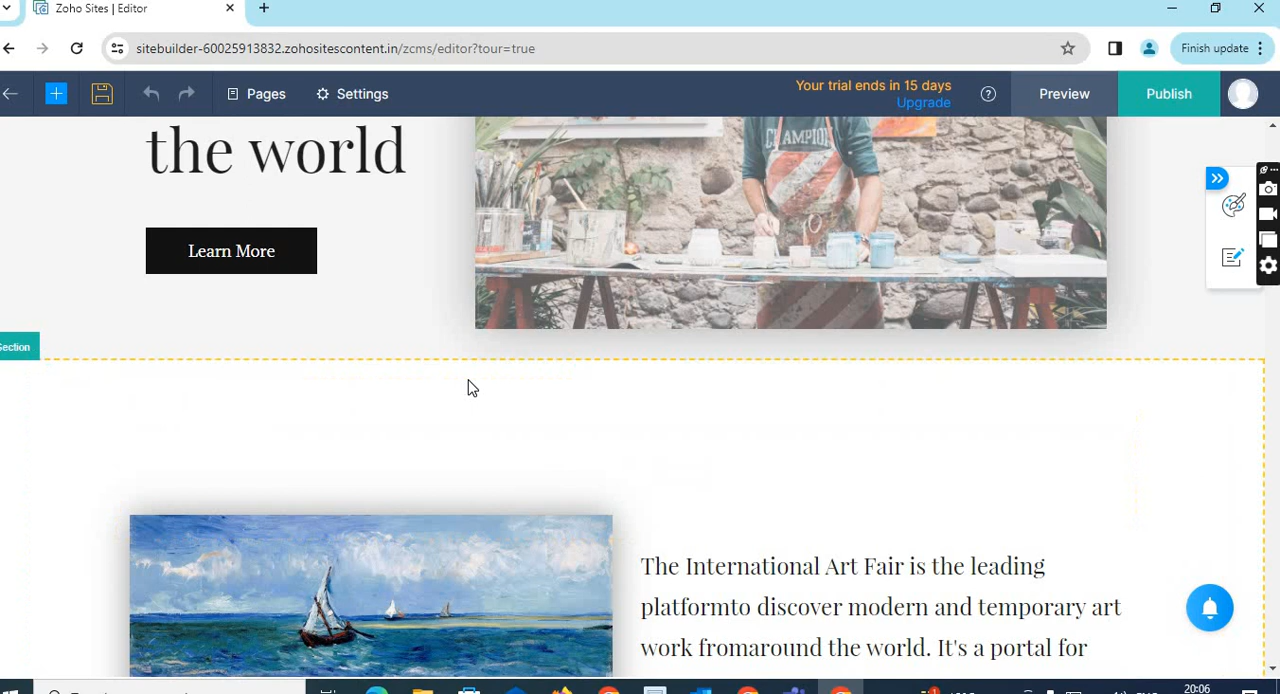 Zoho Sites | Editor
sitebuilder-60025913832.zohositescontent.in/zcms/editor?tour=true
Finish update
Pages
Settings
Your trial ends in 15 days
Upgrade
Preview
Publish
the world
CHAMPION
Learn More
Section
The International Art Fair is the leading
platformto discover modern and temporary art
work fromaround the world. It's a portal for
20:06